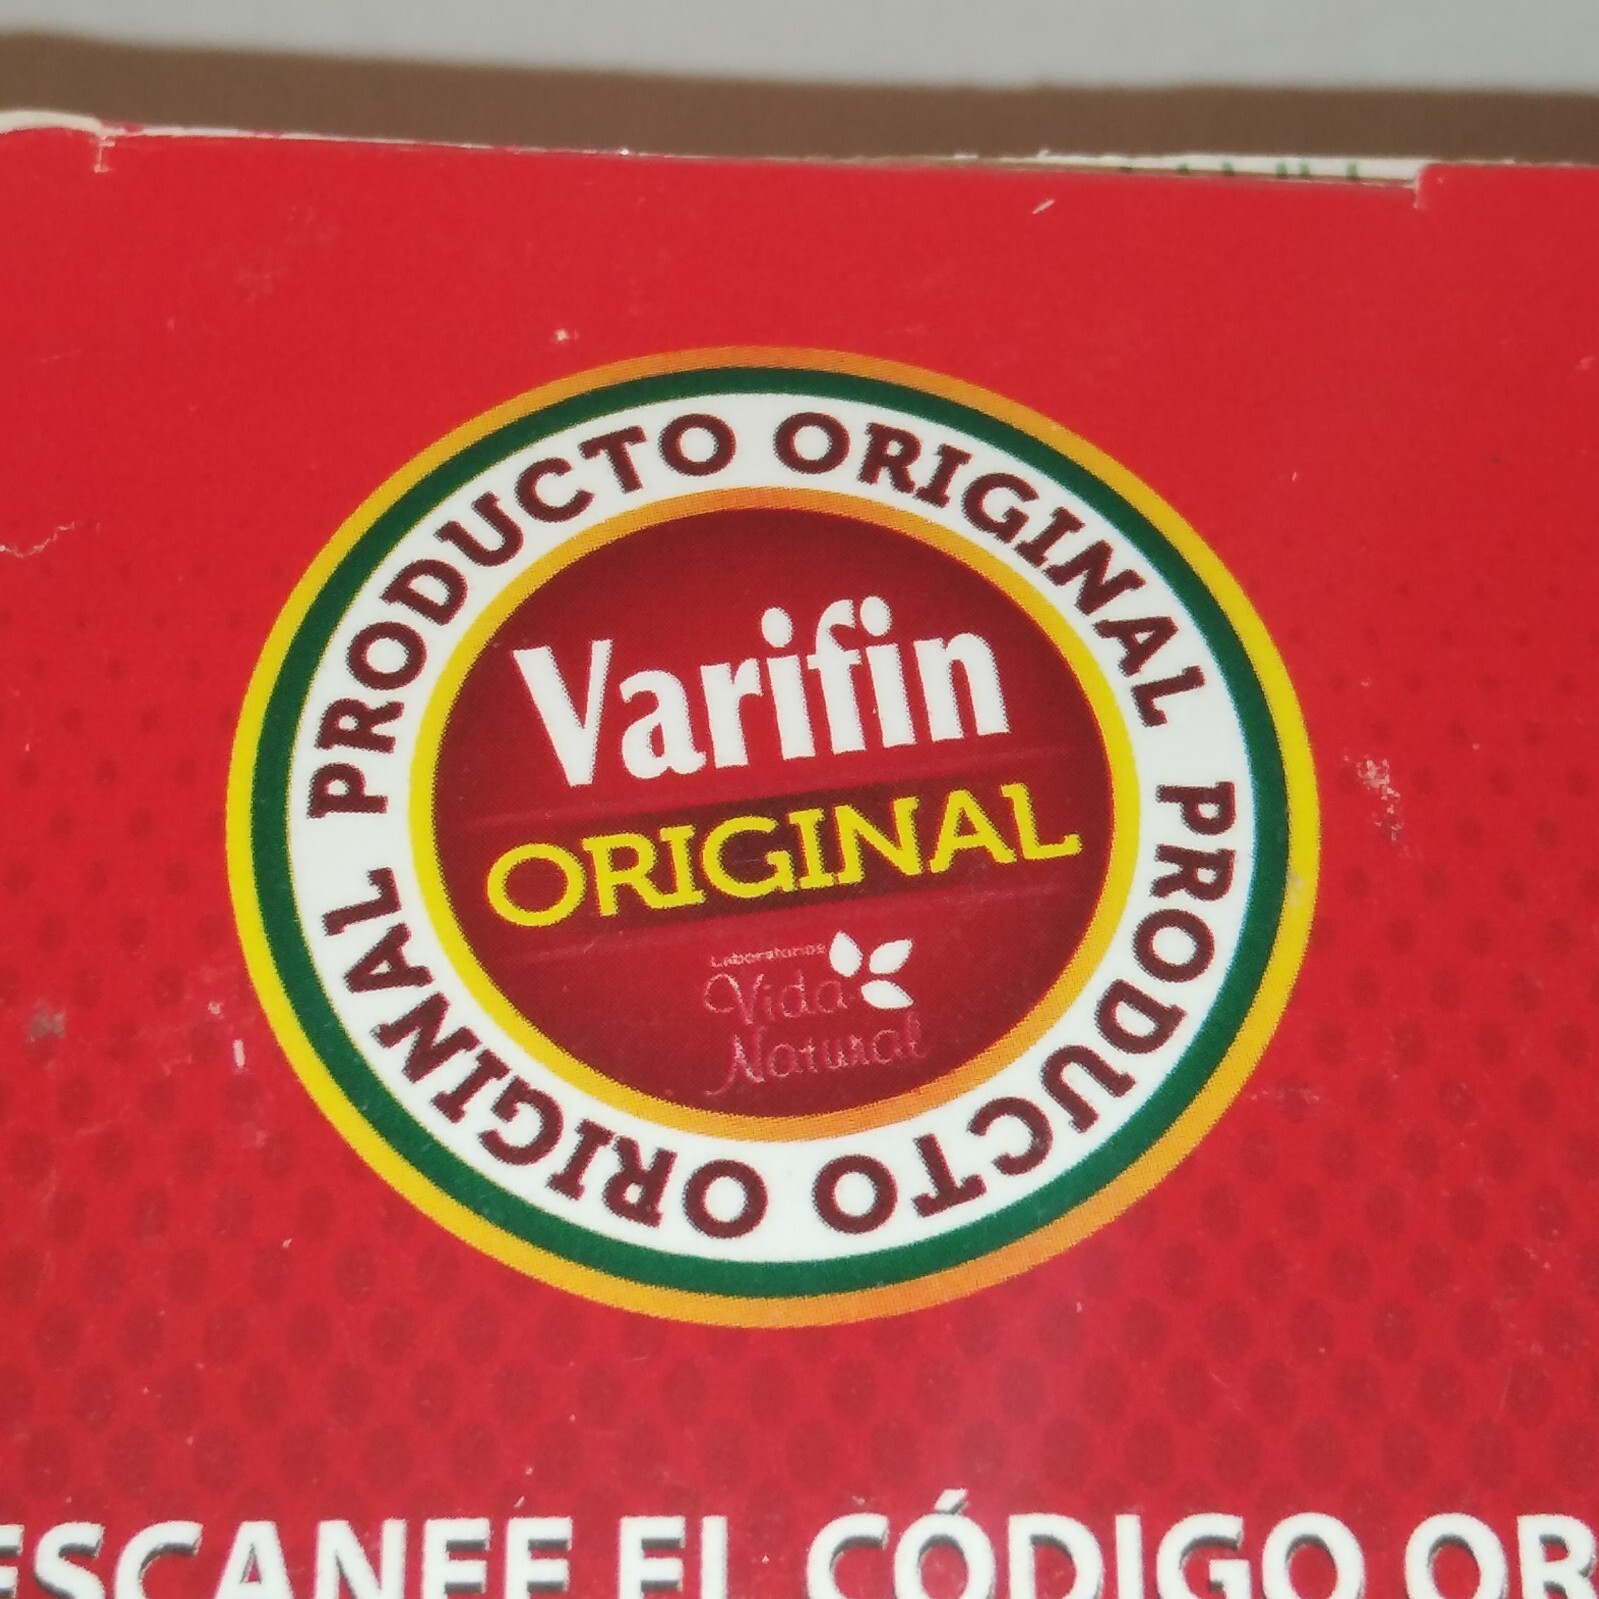 PRODUCTO ORIGINAL PRODUCTO ORIGINAL
Varifin
ORIGINAL
Laboratorios
Vida
Natural
ESCANEE EL CÓDIGO OR